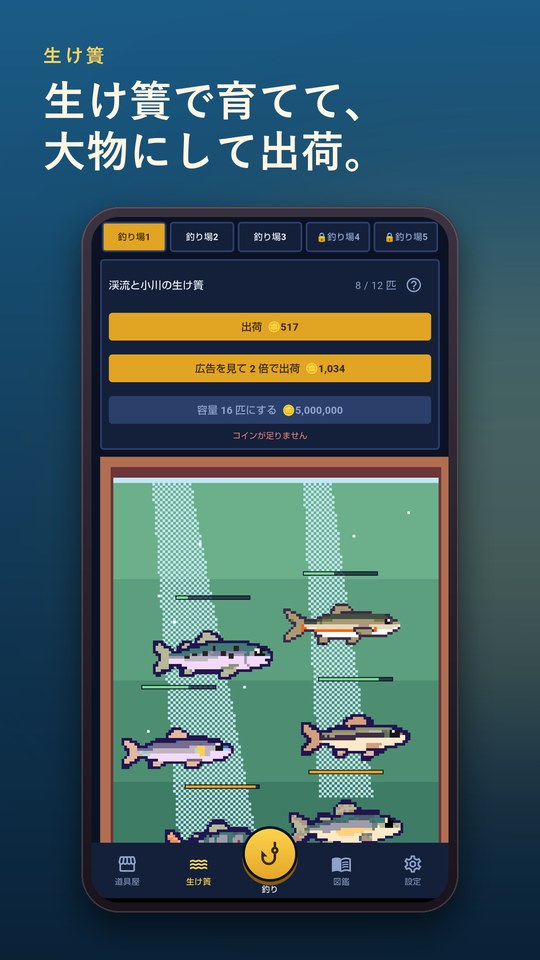 生け簀
生け簀で育てて、
大物にして出荷。
釣り場1 釣り場2 釣り場3 釣り場4 釣り場5
渓流と小川の生け簀 8 / 12 匹 ?
出荷 517
広告を見て 2 倍で出荷 1,034
容量 16 匹にする 5,000,000
コインが足りません
道具屋 生け簀 釣り 図鑑 設定